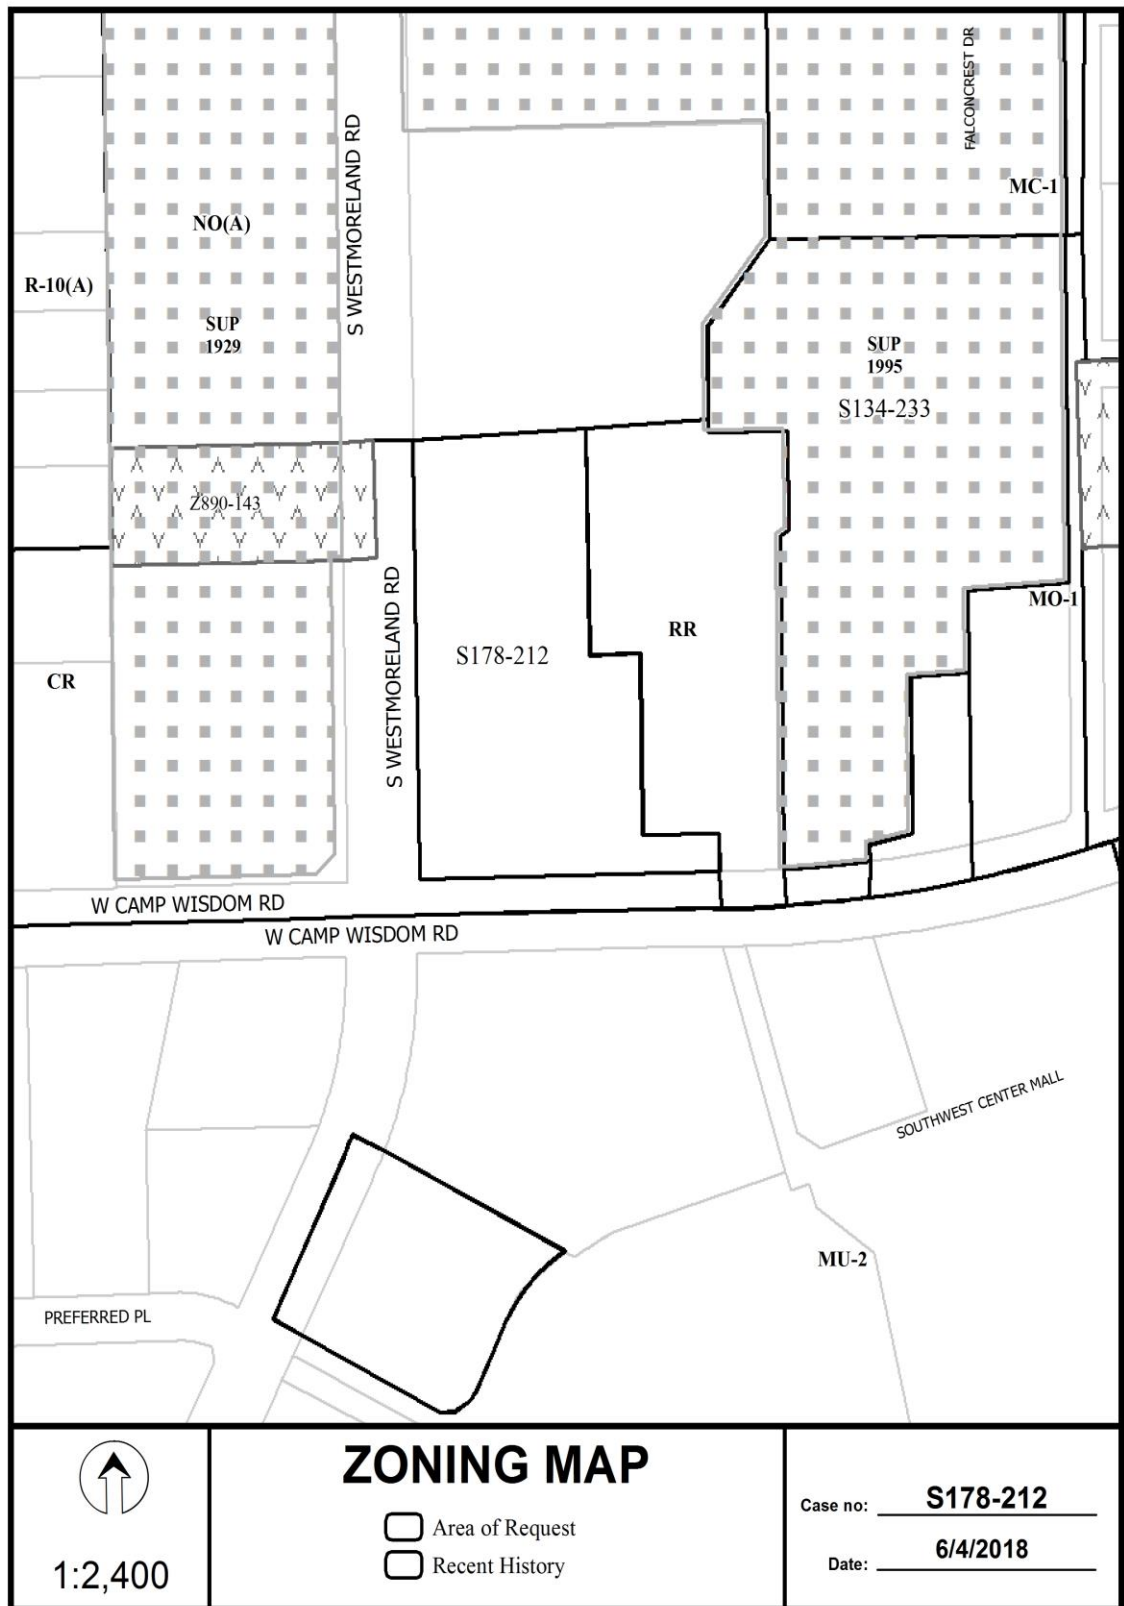 FALCONCREST DR
S WESTMORELAND RD
MC-1
NO(A)
R-10(A)
SUP
1929
SUP
1995
S134-233
Z890-143
MO-1
S WESTMORELAND RD
RR
S178-212
CR
W CAMP WISDOM RD
W CAMP WISDOM RD
SOUTHWEST CENTER MALL
MU-2
PREFERRED PL
1:2,400
ZONING MAP
Area of Request
Recent History
Case no: S178-212
Date: 6/4/2018